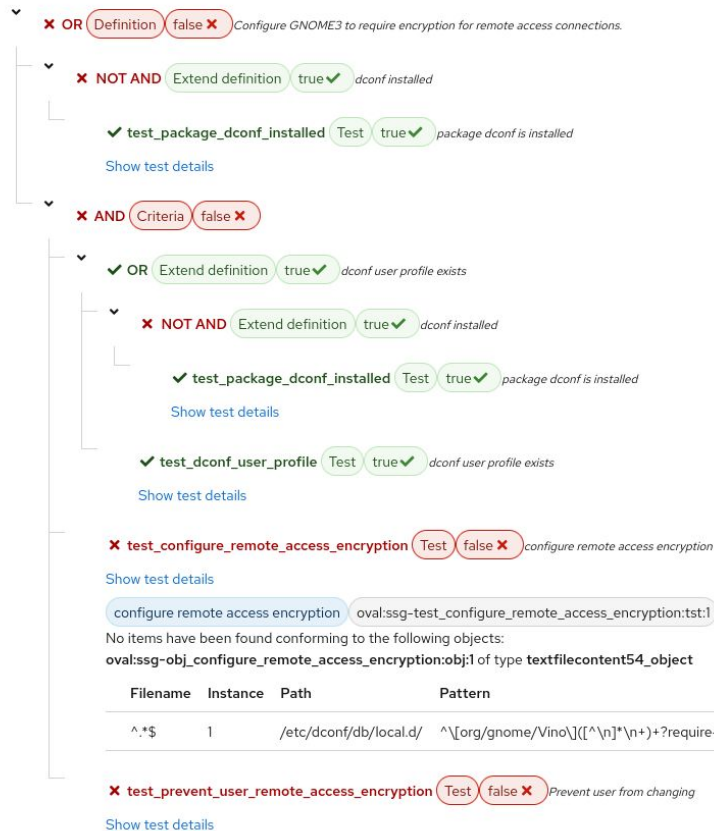 OR Definition false Configure GNOME3 to require encryption for remote access connections.
NOT AND Extend definition true dconf installed
test_package_dconf_installed Test true package dconf is installed
Show test details
AND Criteria false
OR Extend definition true dconf user profile exists
NOT AND Extend definition true dconf installed
test_package_dconf_installed Test true package dconf is installed
Show test details
test_dconf_user_profile Test true dconf user profile exists
Show test details
test_configure_remote_access_encryption Test false configure remote access encryption
Show test details
configure remote access encryption oval:ssg-test_configure_remote_access_encryption:tst:1
No items have been found conforming to the following objects:
oval:ssg-obj_configure_remote_access_encryption:obj:1 of type textfilecontent54_object
Filename Instance Path Pattern
^.*$ 1 /etc/dconf/db/local.d/ ^\[org/gnome/Vino\]([^\n]*\n+)+?require-
test_prevent_user_remote_access_encryption Test false Prevent user from changing
Show test details